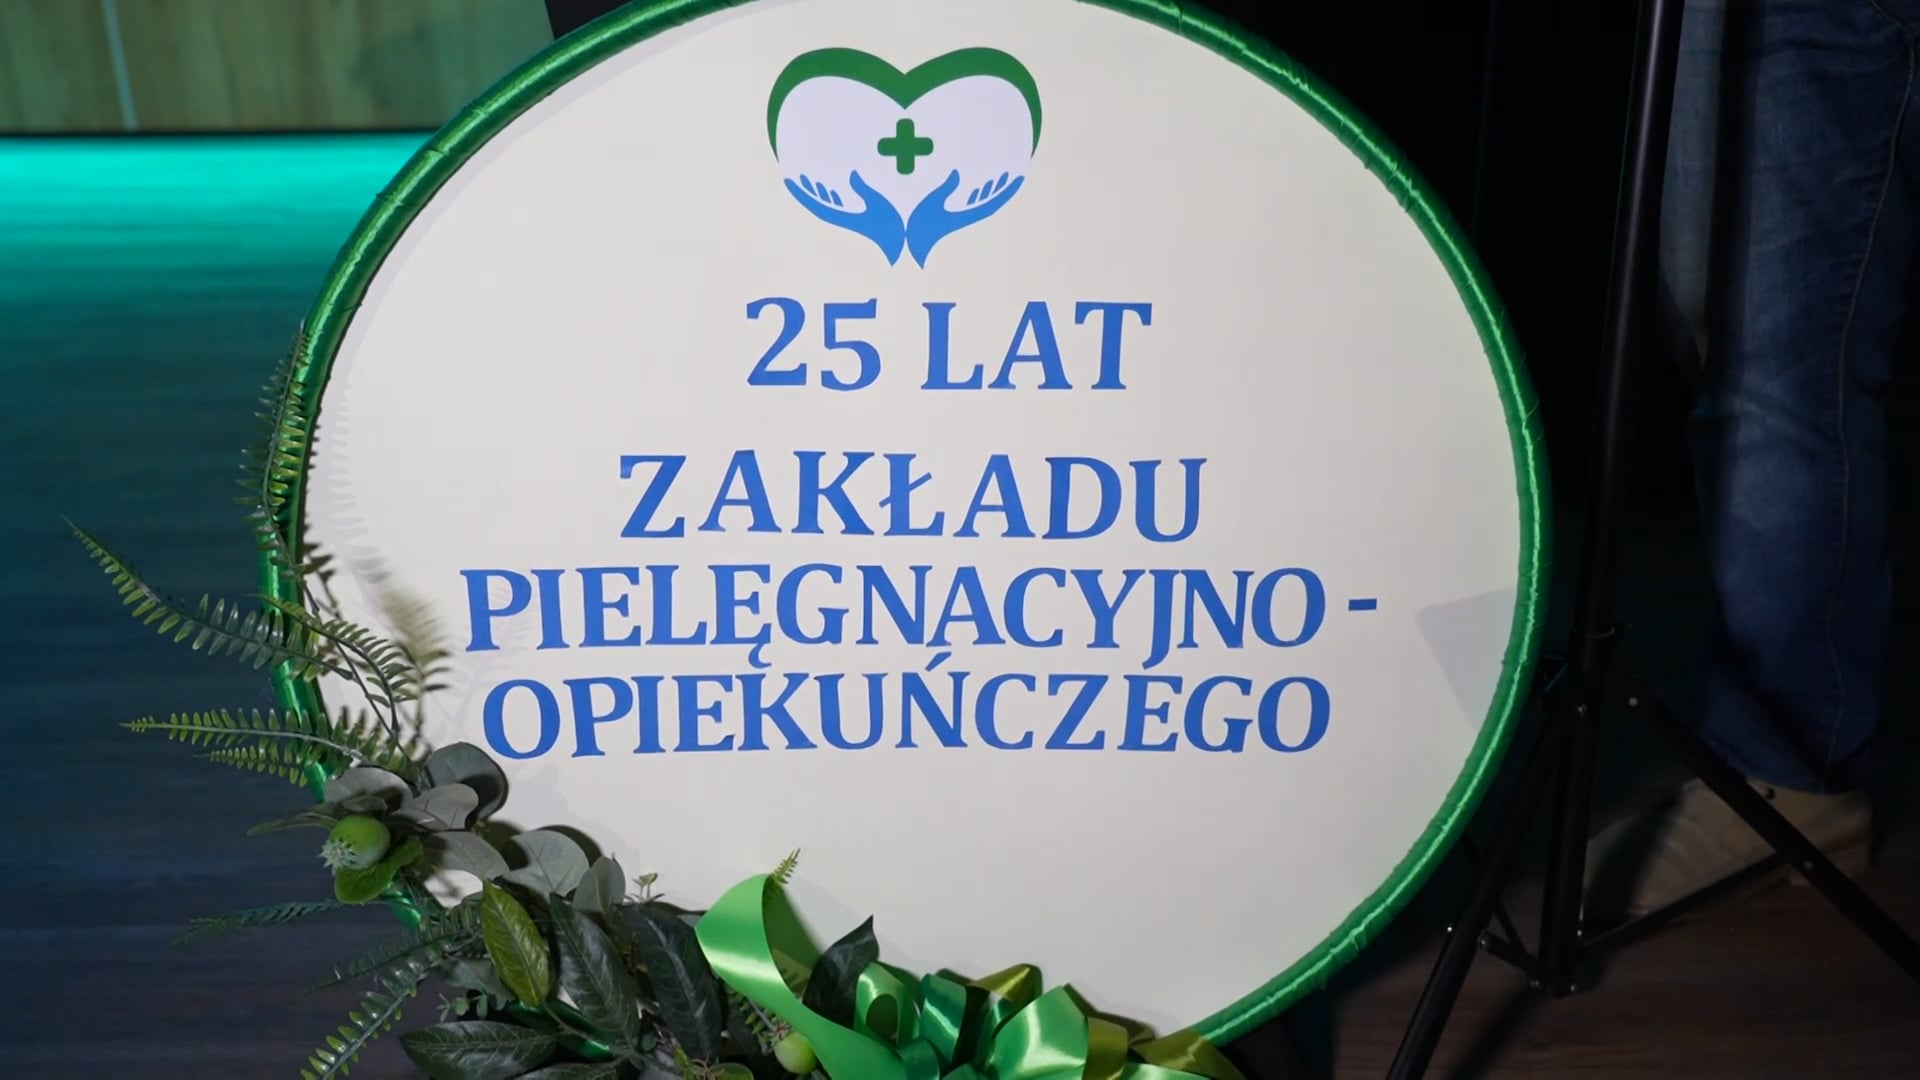 25 LAT
ZAKŁADU
PIELĘGNACYJNO -
OPIEKUŃCZEGO